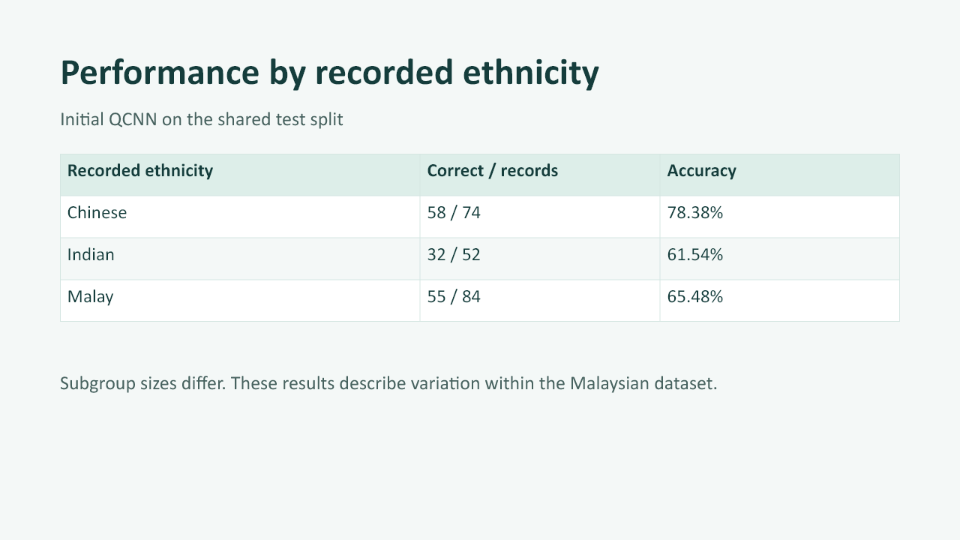 Performance by recorded ethnicity
Initial QCNN on the shared test split
Recorded ethnicity Correct / records Accuracy
Chinese 58 / 74 78.38%
Indian 32 / 52 61.54%
Malay 55 / 84 65.48%
Subgroup sizes differ. These results describe variation within the Malaysian dataset.